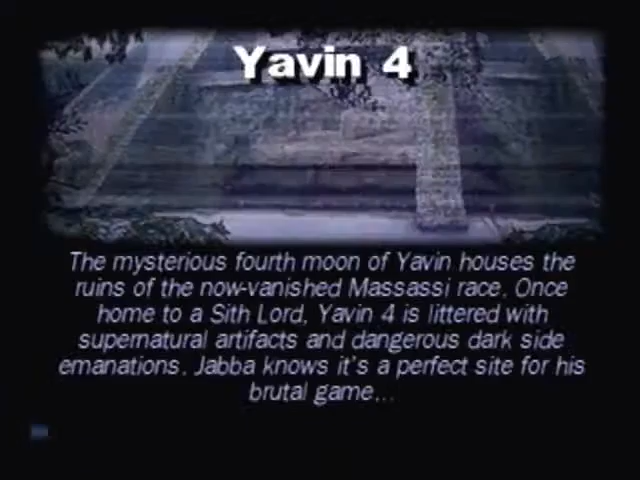 Yavin 4
The mysterious fourth moon of Yavin houses the
ruins of the now-vanished Massassi race. Once
home to a Sith Lord, Yavin 4 is littered with
supernatural artifacts and dangerous dark side
emanations. Jabba knows it's a perfect site for his
brutal game...